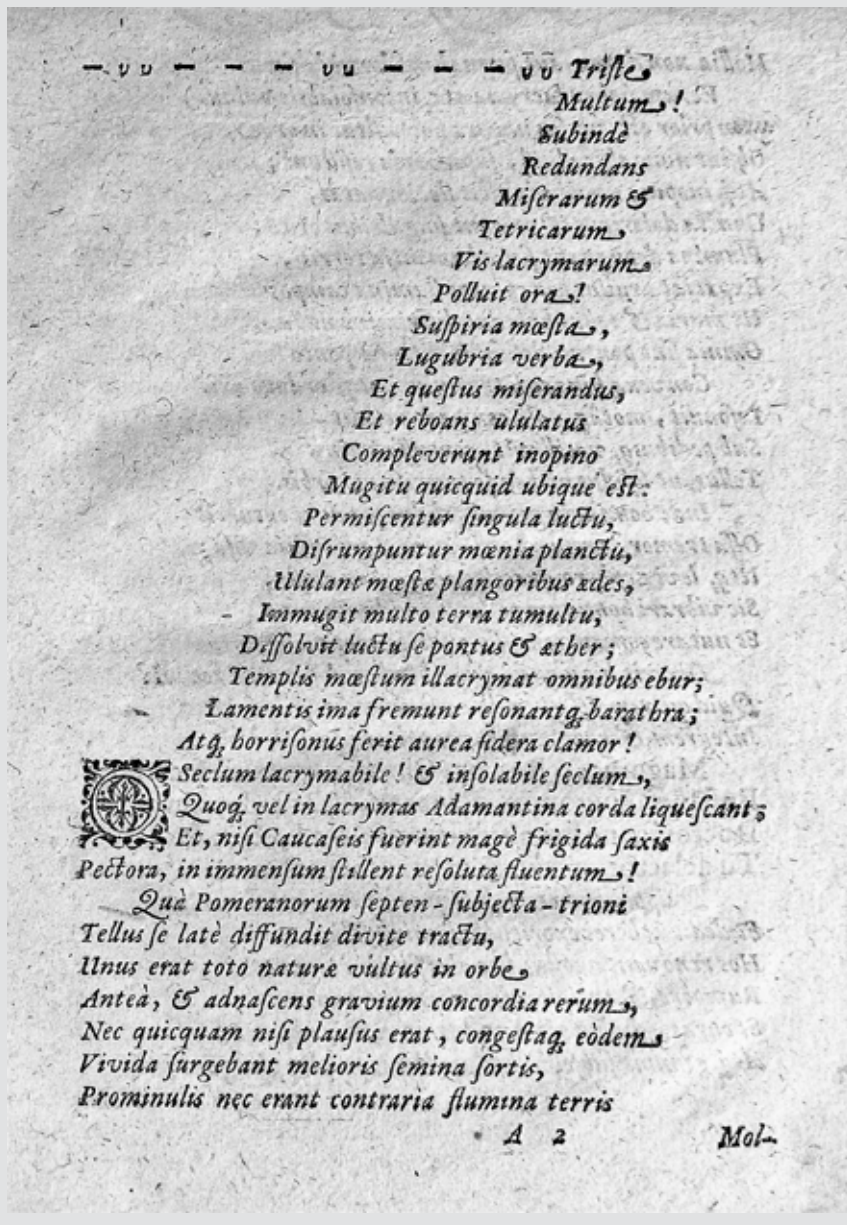 – υυ – – – υυ – – – υυ Triste
Multum!
Subindè
Redundans
Miſerarum &
Tetricarum
Vis lacrymarum
Polluit ora!
Suſpiria mœſta,
Lugubria verba,
Et queſtus miſerandus,
Et reboans ululatus
Compleverunt inopino
Mugitu quicquid ubique est:
Permiſcentur ſingula luctu,
Diſrumpuntur mœnia planctu,
Ululant mœſtæ plangoribus ædes,
Immugit multo terra tumultu,
Diſſolvit luctu ſe pontus & æther;
Templis mœſtum illacrymat omnibus ebur;
Lamentis ima fremunt reſonantq́; barathra;
Atq́; horriſonus ferit aurea ſidera clamor!
O Seclum lacrymabile! & inſolabile ſeclum,
Quoq́; vel in lacrymas Adamantina corda liqueſcant;
Et, niſi Caucaſeis fuerint magè frigida ſaxis
Pectora, in immenſum ſtillent reſoluta fluentum!
Quà Pomeranorum ſepten-ſubjecta-trioni
Tellus ſe latè diffundit divite tractu,
Unus erat toto naturæ vultus in orbe
Anteà, & adnaſcens gravium concordia rerum,
Nec quicquam niſi plauſus erat, congeſtaq́; eòdem
Vivida ſurgebant melioris ſemina ſortis,
Prominulis nec erant contraria flumina terris
A 2 Mol-